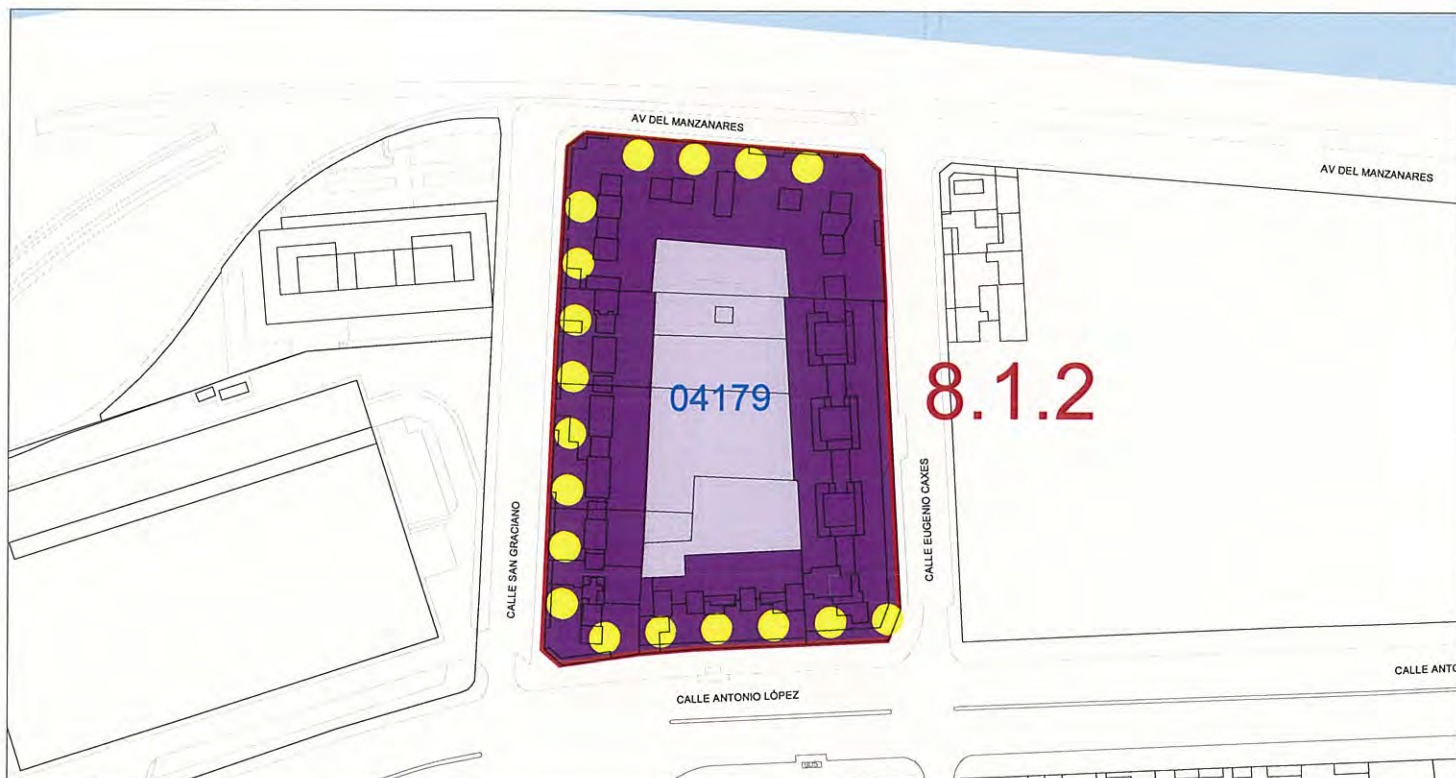 AV DEL MANZANARES
AV DEL MANZANARES
8.1.2
04179
CALLE SAN GRACIANO
CALLE EUGENIO CAXES
CALLE ANTONIO LÓPEZ
CALLE ANTO